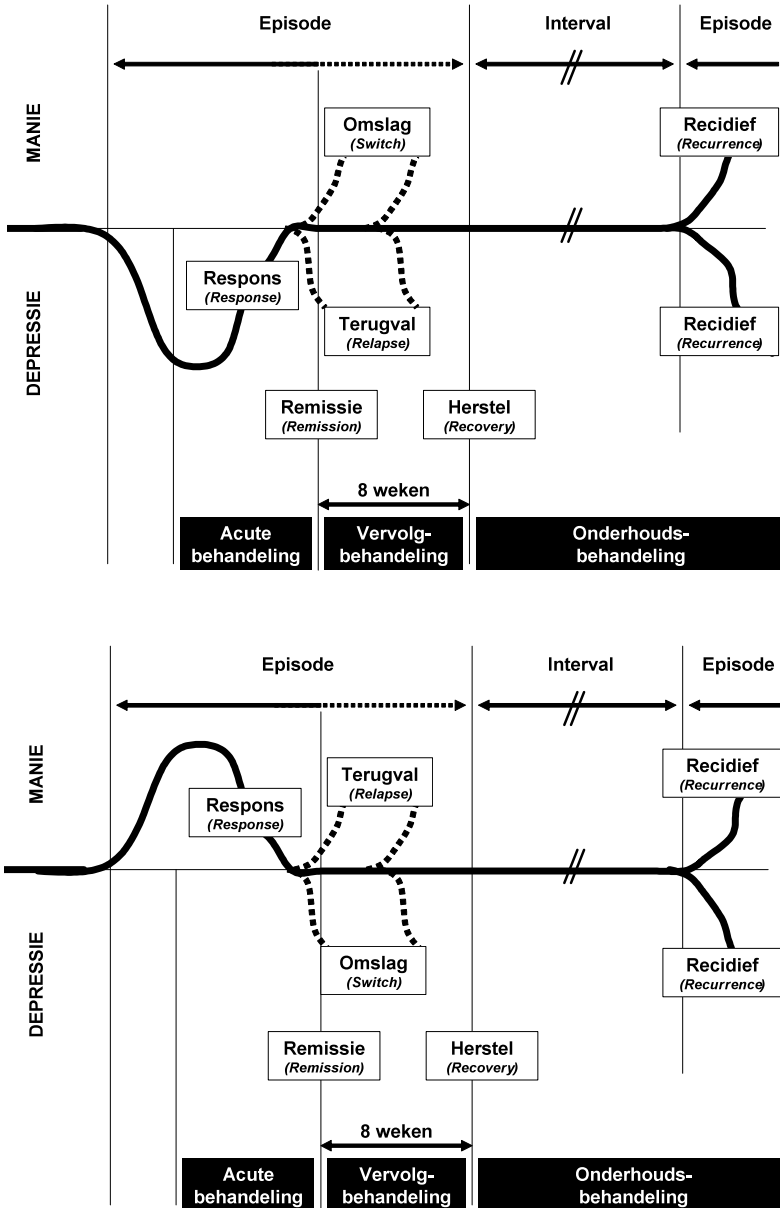 Episode
Interval
Episode
MANIE
DEPRESSIE
Omslag
(Switch)
Recidief
(Recurrence)
Respons
(Response)
Terugval
(Relapse)
Recidief
(Recurrence)
Remissie
(Remission)
Herstel
(Recovery)
8 weken
Acute
behandeling
Vervolg-
behandeling
Onderhouds-
behandeling
Episode
Interval
Episode
MANIE
DEPRESSIE
Terugval
(Relapse)
Recidief
(Recurrence)
Respons
(Response)
Omslag
(Switch)
Recidief
(Recurrence)
Remissie
(Remission)
Herstel
(Recovery)
8 weken
Acute
behandeling
Vervolg-
behandeling
Onderhouds-
behandeling